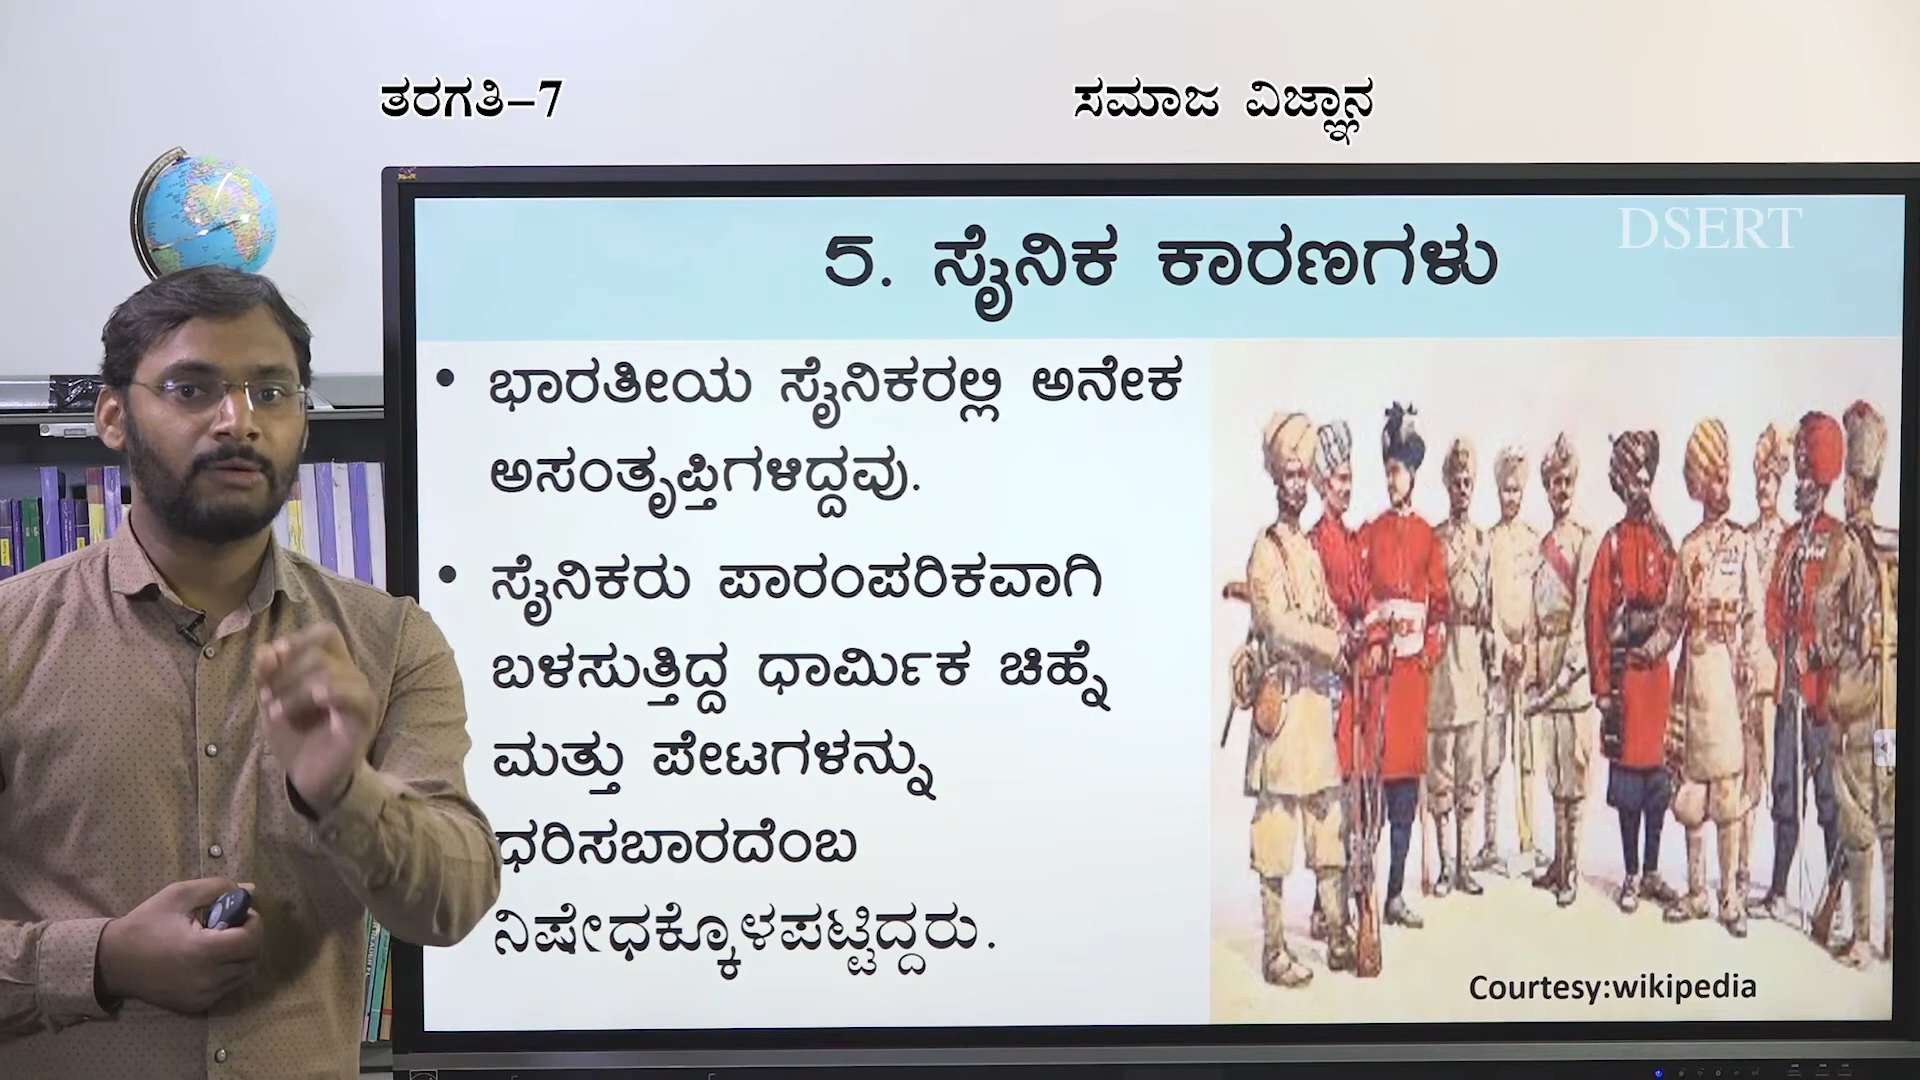 ತರಗತಿ–7
ಸಮಾಜ ವಿಜ್ಞಾನ
DSERT
5. ಸೈನಿಕ ಕಾರಣಗಳು
• ಭಾರತೀಯ ಸೈನಿಕರಲ್ಲಿ ಅನೇಕ
ಅಸಂತೃಪ್ತಿಗಳಿದ್ದವು.
• ಸೈನಿಕರು ಪಾರಂಪರಿಕವಾಗಿ
ಬಳಸುತ್ತಿದ್ದ ಧಾರ್ಮಿಕ ಚಿಹ್ನೆ
ಮತ್ತು ಪೇಟಗಳನ್ನು
ಧರಿಸಬಾರದೆಂಬ
ನಿಷೇಧಕ್ಕೊಳಪಟ್ಟಿದ್ದರು.
Courtesy:wikipedia